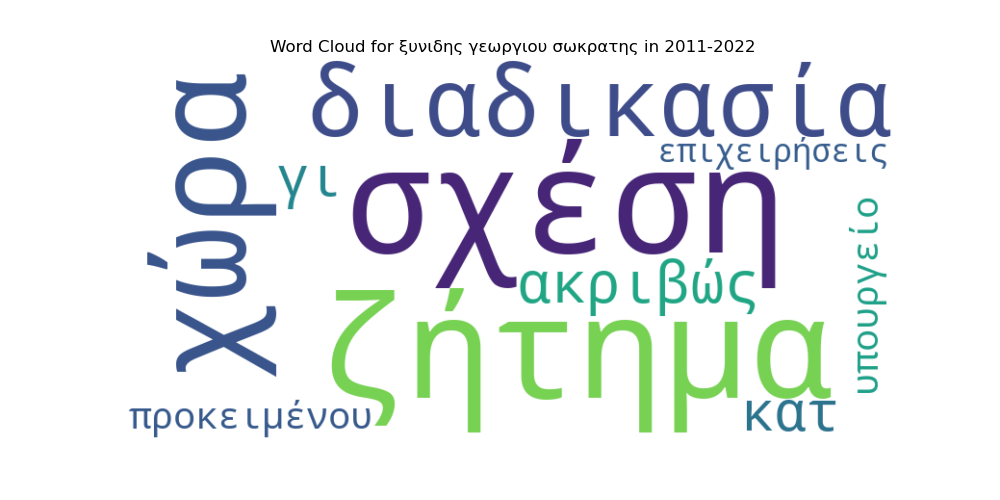 Word Cloud for ξυνιδης γεωργιου σωκρατης in 2011-2022
διαδικασία
χώρα
επιχειρήσεις
γι
σχέση
υπουργείο
ακριβώς
ζήτημα
προκειμένου
κατ